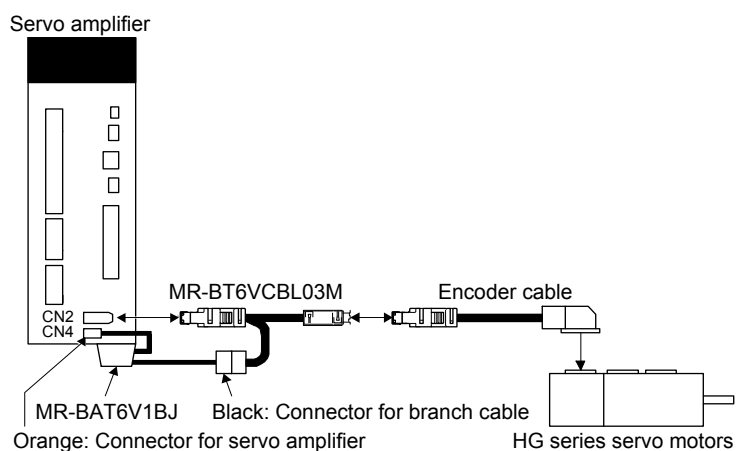 Servo amplifier
MR-BT6VCBL03M
Encoder cable
CN2
CN4
MR-BAT6V1BJ
Black: Connector for branch cable
Orange: Connector for servo amplifier
HG series servo motors